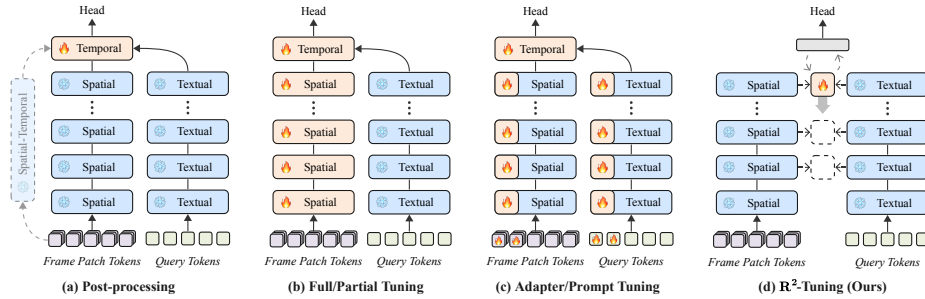 Head
Temporal
Spatial-Temporal
Spatial
Textual
Spatial
Textual
Spatial
Textual
Spatial
Textual
Frame Patch Tokens
Query Tokens
(a) Post-processing
Head
Temporal
Spatial
Textual
Spatial
Textual
Spatial
Textual
Spatial
Textual
Frame Patch Tokens
Query Tokens
(b) Full/Partial Tuning
Head
Temporal
Spatial
Textual
Spatial
Textual
Spatial
Textual
Spatial
Textual
Frame Patch Tokens
Query Tokens
(c) Adapter/Prompt Tuning
Head
Spatial
Textual
Spatial
Textual
Spatial
Textual
Spatial
Textual
Frame Patch Tokens
Query Tokens
(d) R²-Tuning (Ours)